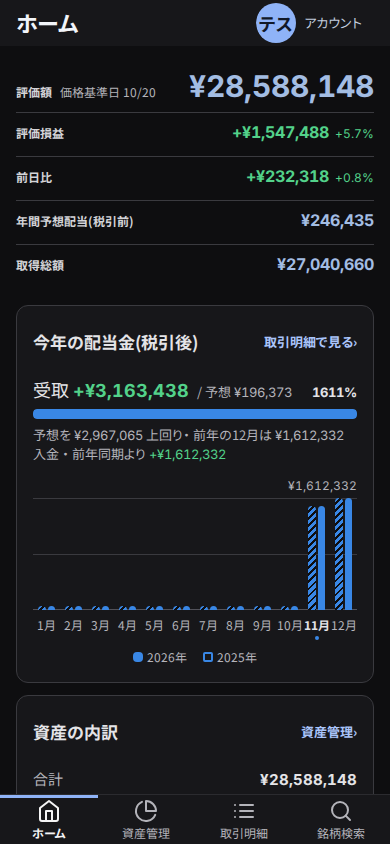 ホーム
テス アカウント
評価額 価格基準日 10/20 ¥28,588,148
評価損益 +¥1,547,488 +5.7%
前日比 +¥232,318 +0.8%
年間予想配当(税引前) ¥246,435
取得総額 ¥27,040,660
今年の配当金(税引後) 取引明細で見る›
受取 +¥3,163,438 / 予想 ¥196,373 1611%
予想を ¥2,967,065 上回り・前年の12月は ¥1,612,332
入金・前年同期より +¥1,612,332
¥1,612,332
1月 2月 3月 4月 5月 6月 7月 8月 9月 10月 11月 12月
2026年 2025年
資産の内訳 資産管理›
合計 ¥28,588,148
ホーム 資産管理 取引明細 銘柄検索